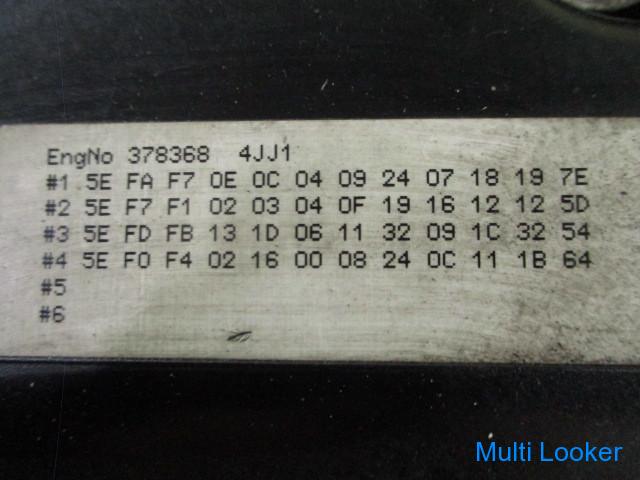 EngNo 378368 4JJ1
#1 5E FA F7 0E 0C 04 09 24 07 18 19 7E
#2 5E F7 F1 02 03 04 0F 19 16 12 12 5D
#3 5E FD FB 13 1D 06 11 32 09 1C 32 54
#4 5E F0 F4 02 16 00 08 24 0C 11 1B 64
#5
#6
Multi Looker